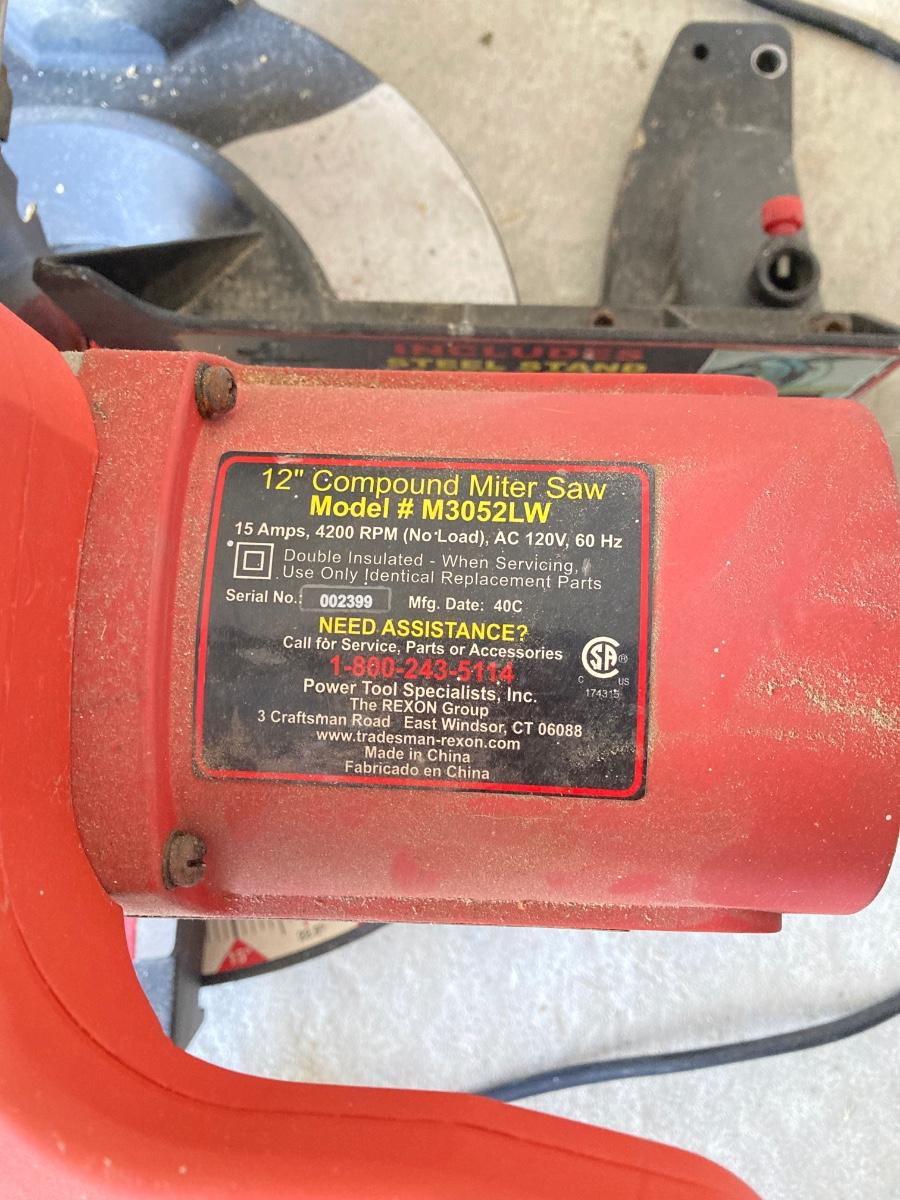 INCLUDES
STEEL STAND
12" Compound Miter Saw
Model # M3052LW
15 Amps, 4200 RPM (No Load), AC 120V, 60 Hz
Double Insulated - When Servicing,
Use Only Identical Replacement Parts
Serial No.: 002399 Mfg. Date: 40C
NEED ASSISTANCE?
Call for Service, Parts or Accessories
1-800-243-5114
Power Tool Specialists, Inc.
The REXON Group
3 Craftsman Road East Windsor, CT 06088
www.tradesman-rexon.com
Made in China
Fabricado en China
SA ®
C US
174315